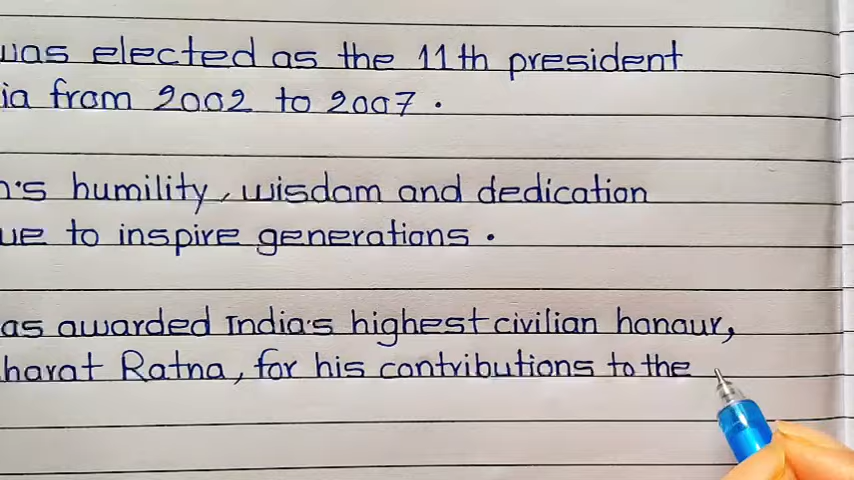 was elected as the 11th president
ia from 2002 to 2007.
n's humility, wisdom and dedication
ue to inspire generations.
as awarded India's highest civilian honour,
harat Ratna, for his contributions to the